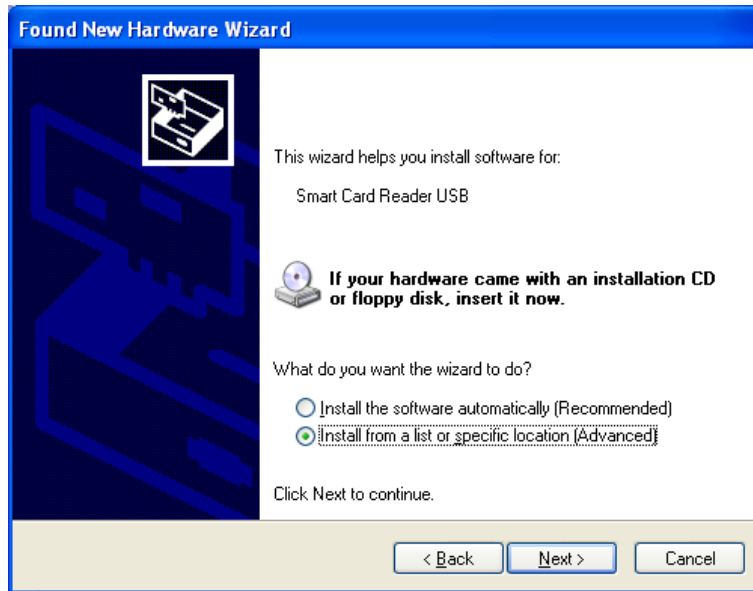 Found New Hardware Wizard
This wizard helps you install software for:
Smart Card Reader USB
If your hardware came with an installation CD
or floppy disk, insert it now.
What do you want the wizard to do?
Install the software automatically (Recommended)
Install from a list or specific location (Advanced)
Click Next to continue.
< Back
Next >
Cancel